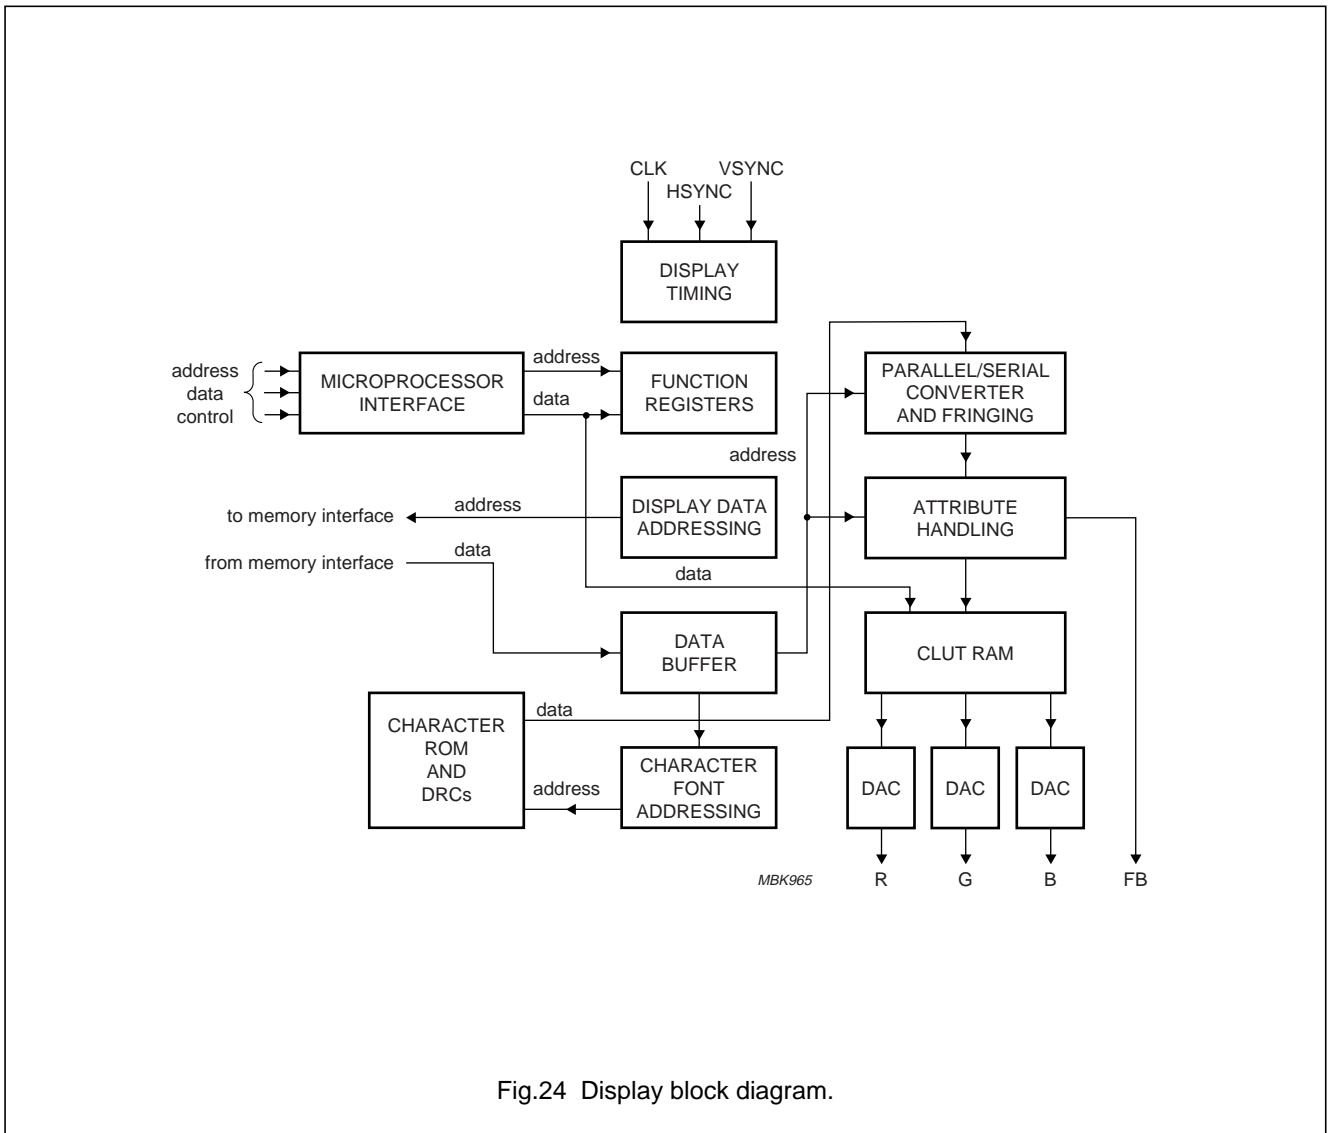 CLK
VSYNC
HSYNC
DISPLAY
TIMING
address
data
control
MICROPROCESSOR
INTERFACE
address
data
FUNCTION
REGISTERS
PARALLEL/SERIAL
CONVERTER
AND FRINGING
address
to memory interface
address
DISPLAY DATA
ADDRESSING
ATTRIBUTE
HANDLING
from memory interface
data
data
DATA
BUFFER
CLUT RAM
CHARACTER
ROM
AND
DRCs
data
address
CHARACTER
FONT
ADDRESSING
DAC
DAC
DAC
MBK965
R
G
B
FB
Fig.24 Display block diagram.